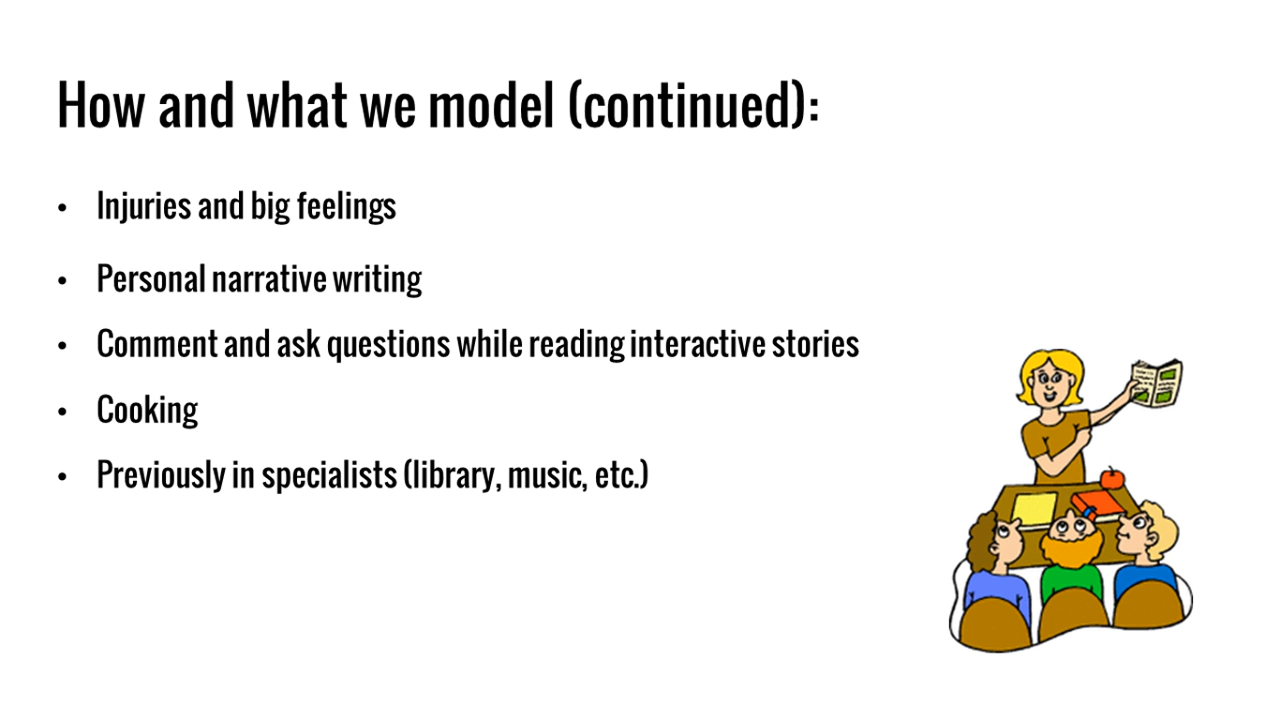 How and what we model (continued):
• Injuries and big feelings
• Personal narrative writing
• Comment and ask questions while reading interactive stories
• Cooking
• Previously in specialists (library, music, etc.)